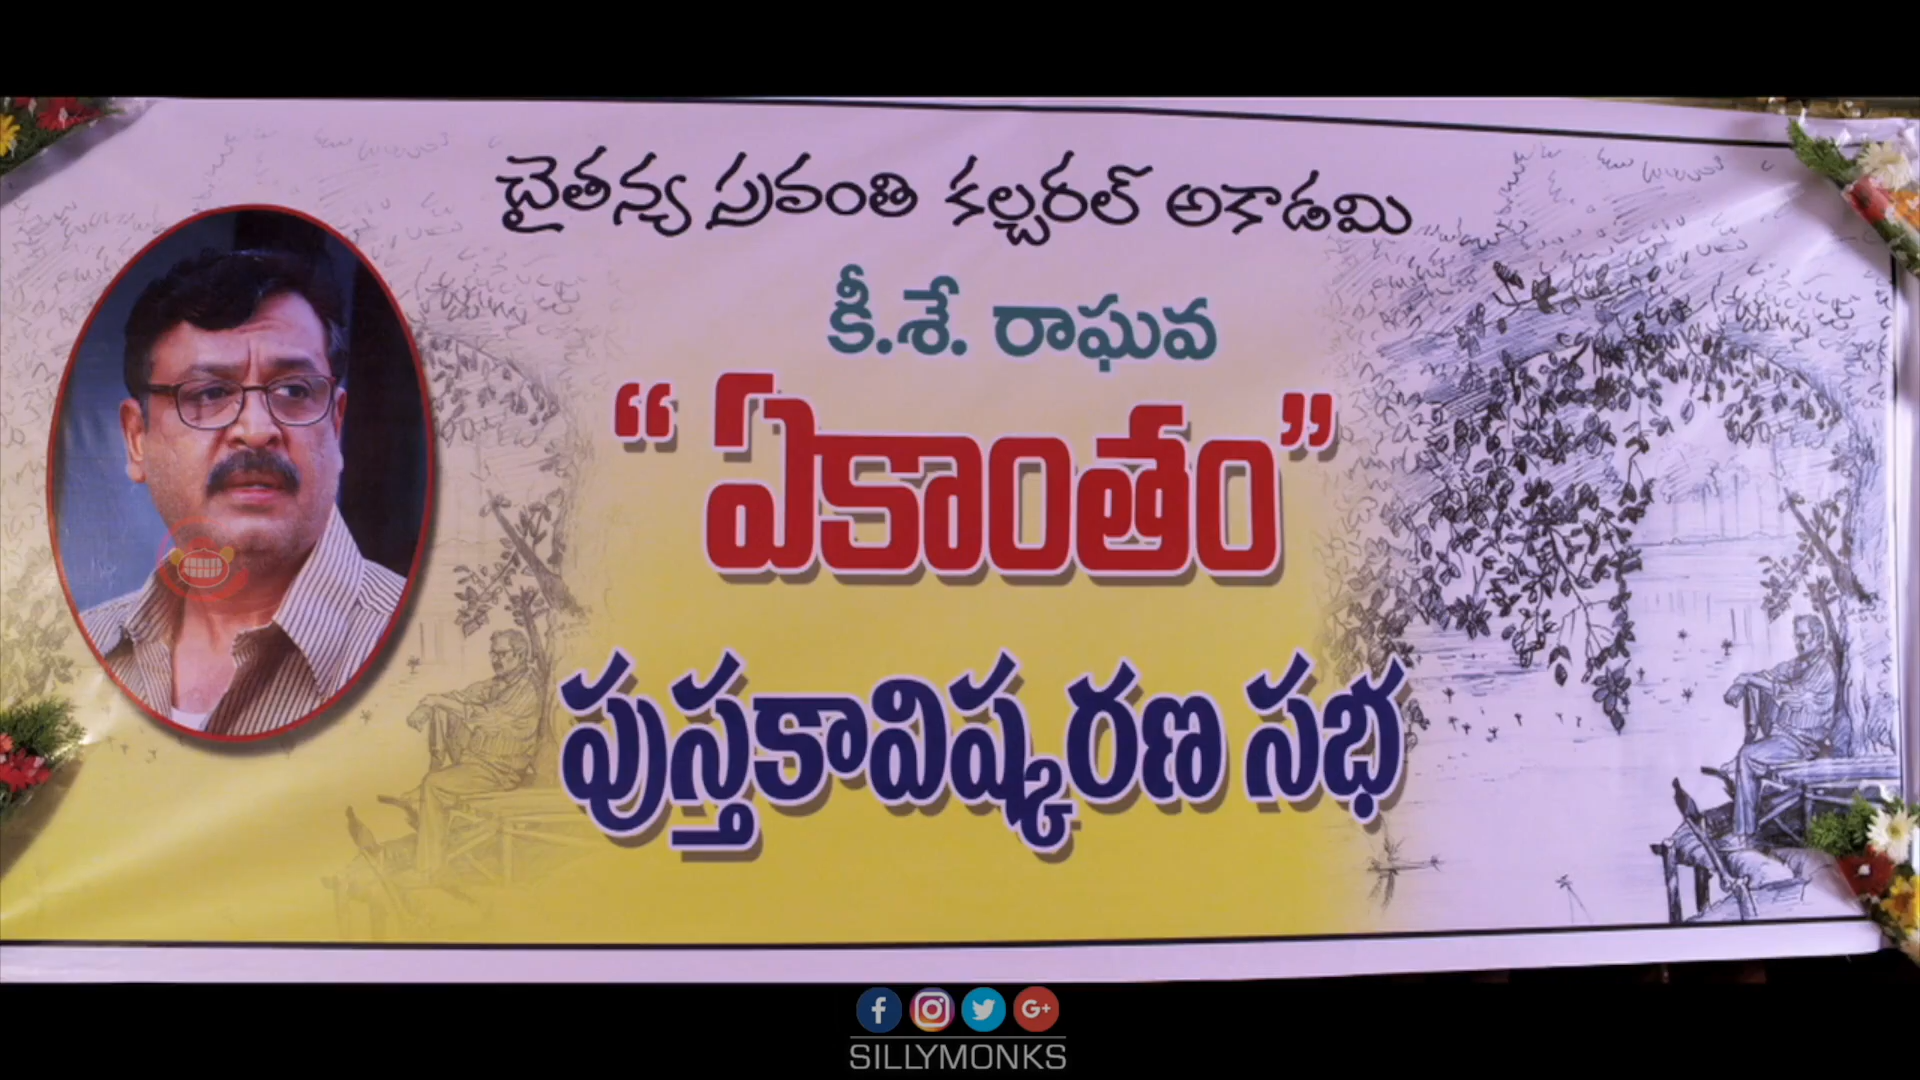 చైతన్య స్రవంతి కల్చరల్ అకాడమి
కీ.శే. రాఘవ
“ఏకాంతం”
పుస్తకావిష్కరణ సభ
SILLYMONKS